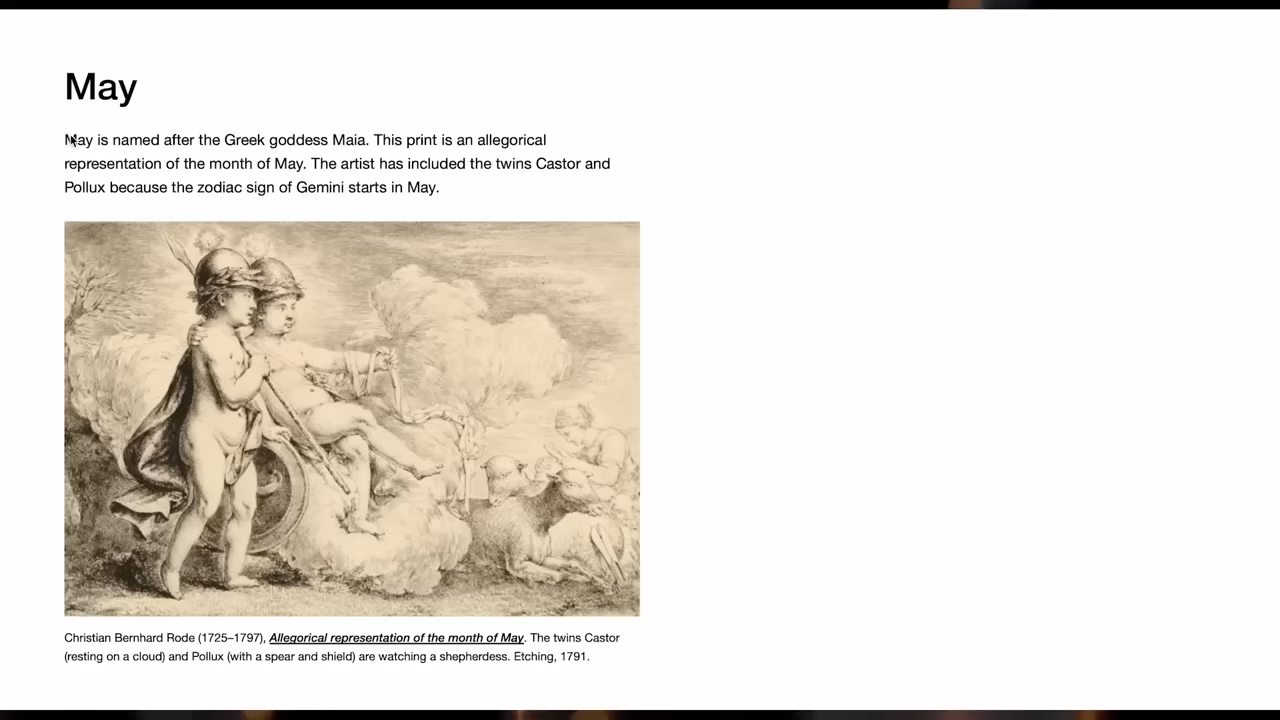 May
May is named after the Greek goddess Maia. This print is an allegorical
representation of the month of May. The artist has included the twins Castor and
Pollux because the zodiac sign of Gemini starts in May.
Christian Bernhard Rode (1725–1797), Allegorical representation of the month of May. The twins Castor
(resting on a cloud) and Pollux (with a spear and shield) are watching a shepherdess. Etching, 1791.